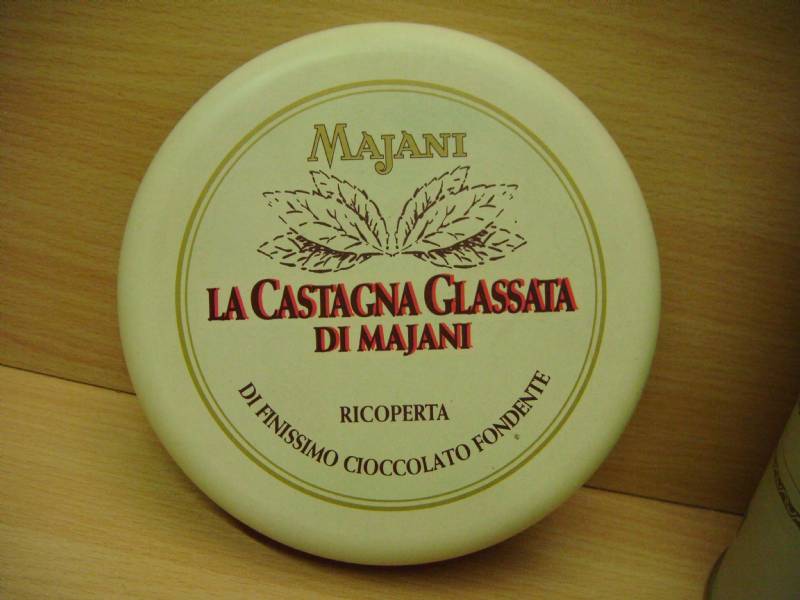 MAJANI
LA CASTAGNA GLASSATA
DI MAJANI
RICOPERTA
DI FINISSIMO CIOCCOLATO FONDENTE